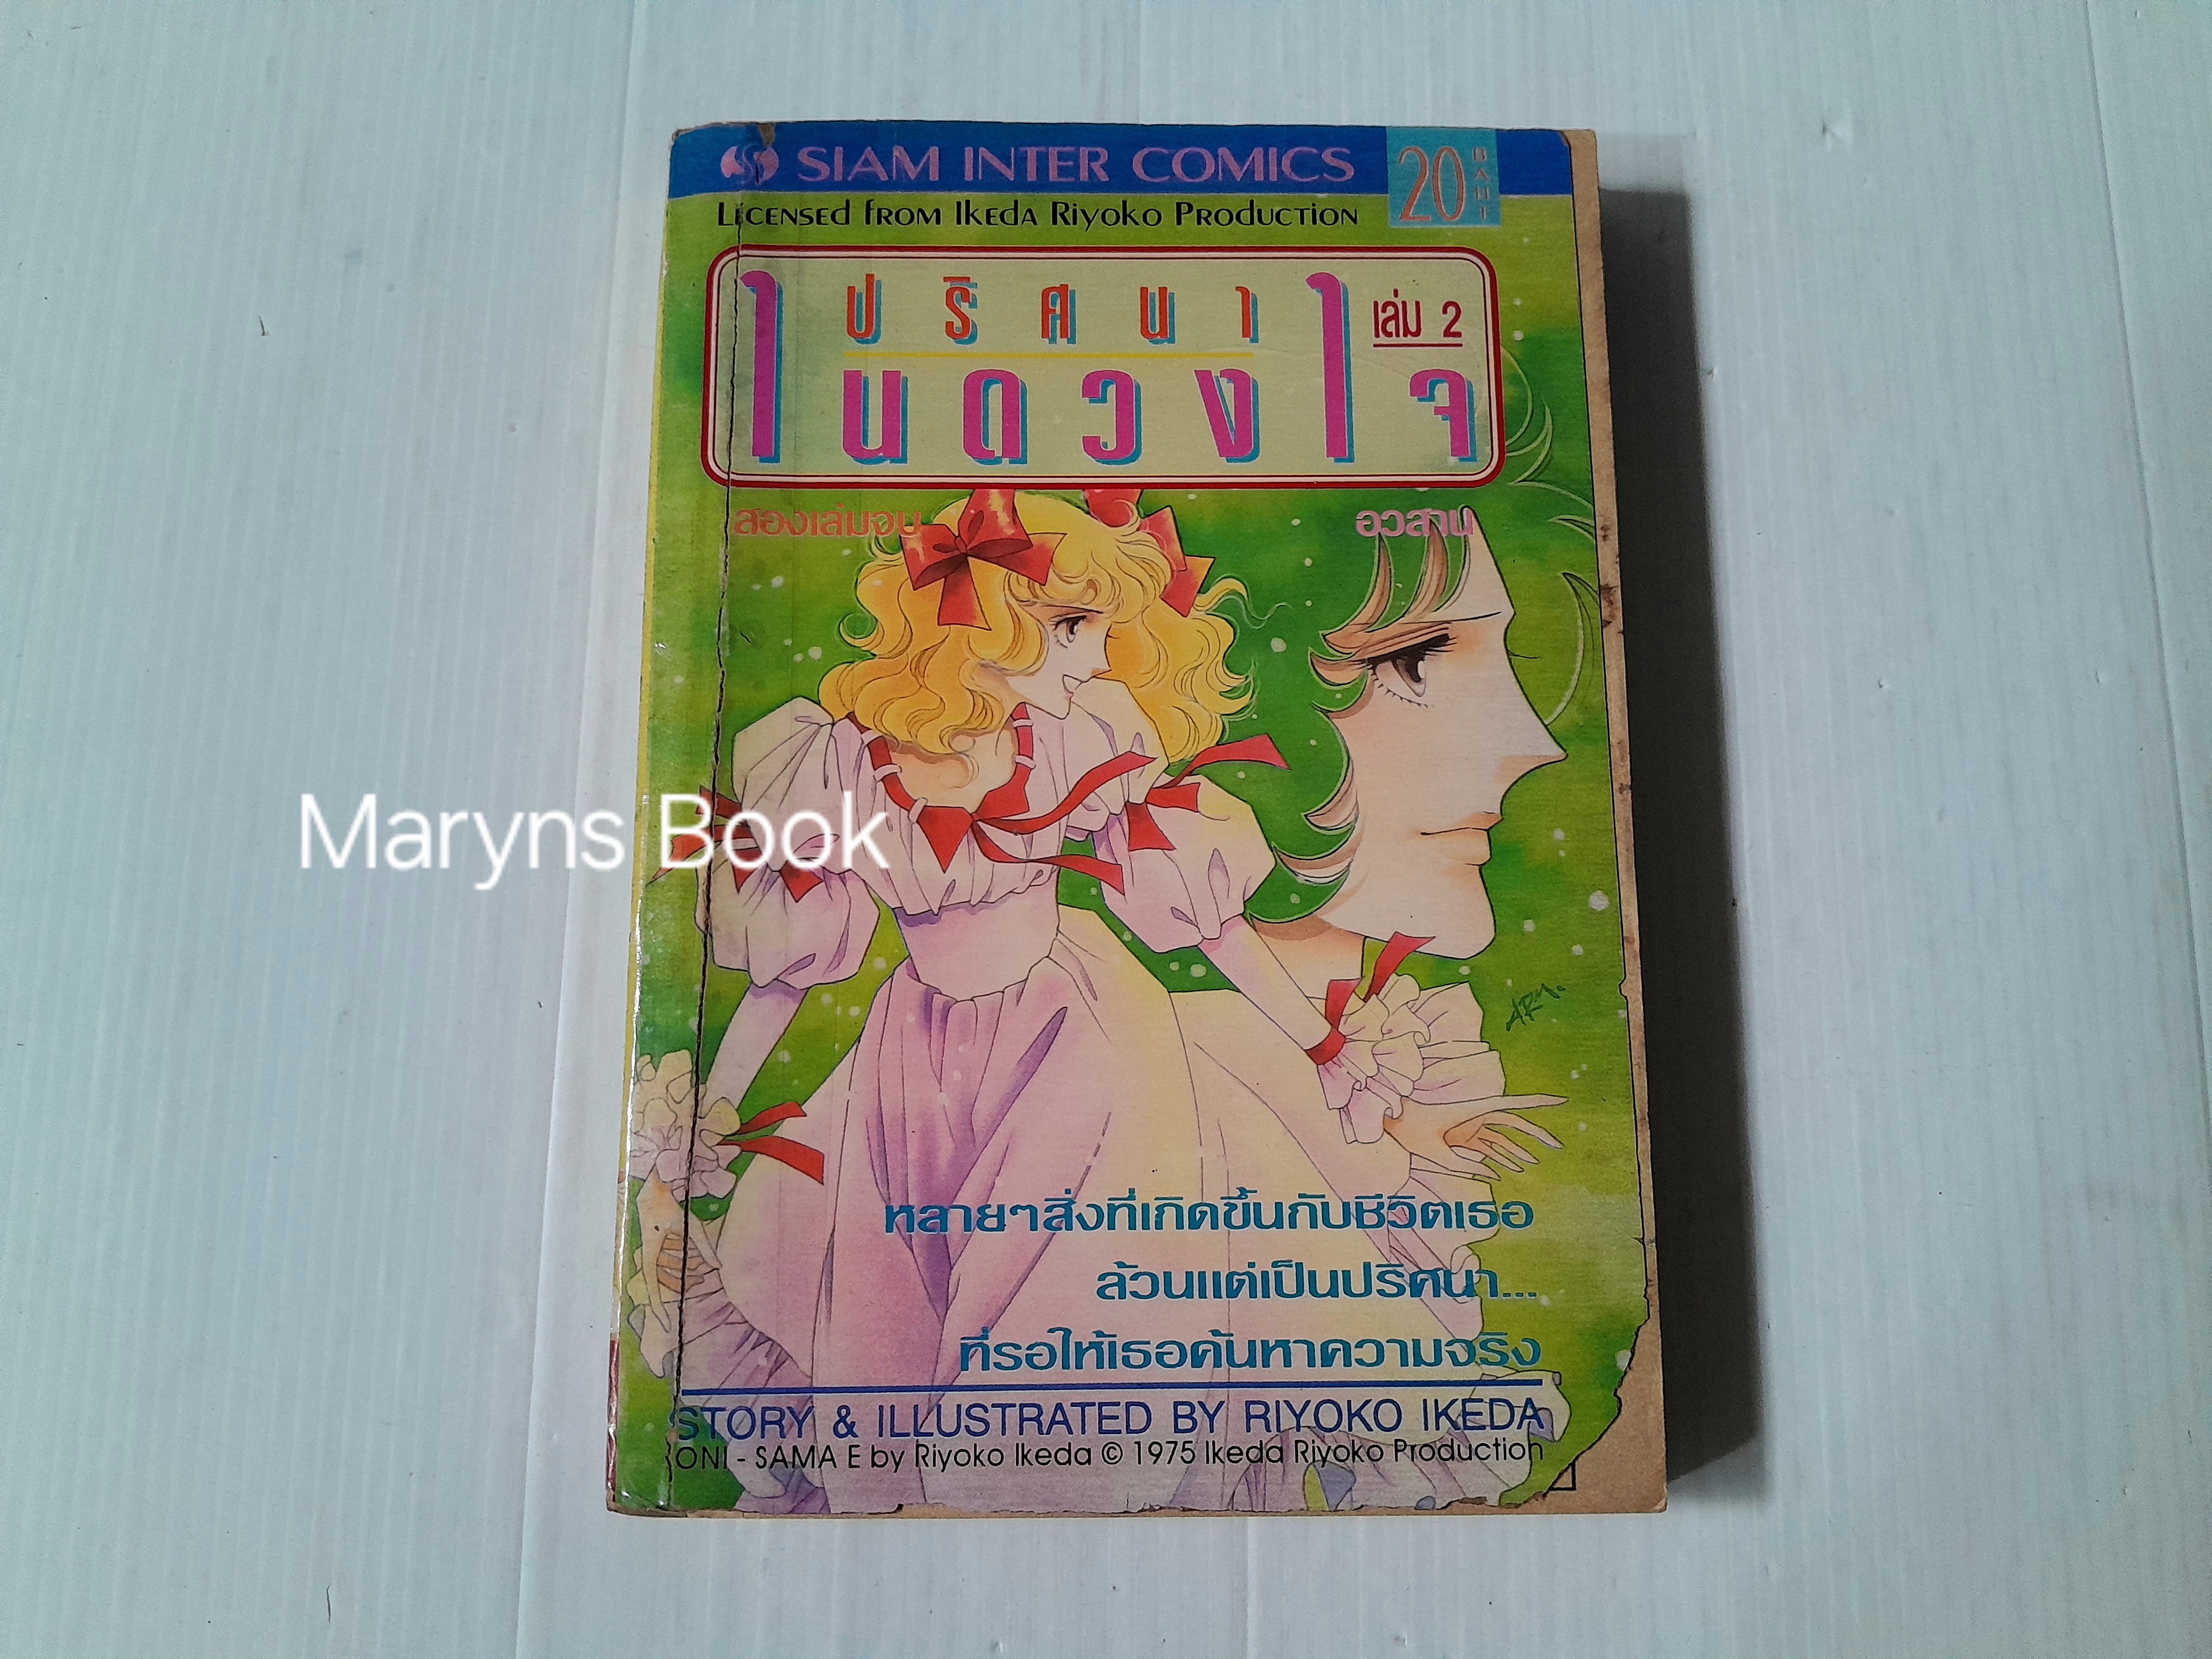 SIAM INTER COMICS
20 BAHT
Licensed from Ikeda Riyoko Production
ปริศนา
ในดวงใจ
เล่ม 2
สองเล่มจบ
อวสาน
Maryns Book
ARM.
หลายๆสิ่งที่เกิดขึ้นกับชีวิตเธอ
ล้วนแต่เป็นปริศนา...
ที่รอให้เธอค้นหาความจริง
STORY & ILLUSTRATED BY RIYOKO IKEDA
ONI - SAMA E by Riyoko Ikeda © 1975 Ikeda Riyoko Production